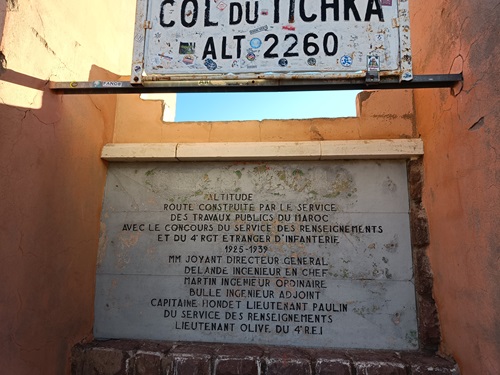 COL DU-TICHKA
ALT 2260
ALTITUDE
ROUTE CONSTRUITE PAR LE SERVICE
DES TRAVAUX PUBLICS DU MAROC
AVEC LE CONCOURS DU SERVICE DES RENSEIGNEMENTS
ET DU 4° RGT ETRANGER D'INFANTERIE
1925-1939
MM JOYANT DIRECTEUR GENERAL
DELANDE INGENIEUR EN CHEF
MARTIN INGENIEUR ORDINAIRE
BULLE INGENIEUR ADJOINT
CAPITAINE HONDET LIEUTENANT PAULIN
DU SERVICE DES RENSEIGNEMENTS
LIEUTENANT OLIVE DU 4° REI